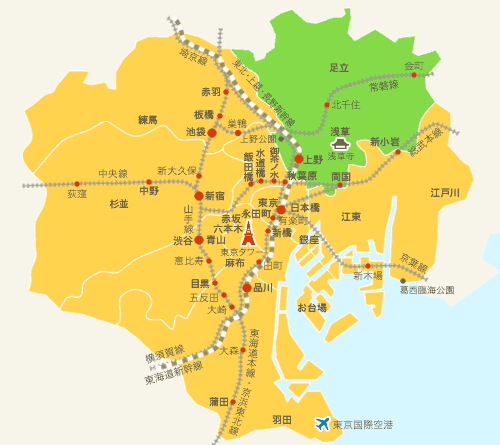 埼京線
東北・上越・長野新幹線
足立
金町
常磐線
赤羽
北千住
板橋
練馬
巣鴨
池袋
上野公園
浅草
新小岩
総武本線
浅草寺
御茶ノ水
水道橋
飯田橋
上野
新大久保
秋葉原
両国
中央線
荻窪
中野
杉並
新宿
江戸川
山手線
東京
日本橋
赤坂
永田町
有楽町
江東
六本木
新橋
渋谷
青山
銀座
東京タワー
恵比寿
麻布
田町
京葉線
新木場
目黒
品川
葛西臨海公園
五反田
大崎
お台場
横須賀線
大森
東海道新幹線
東海道本線・京浜東北線
蒲田
羽田
東京国際空港